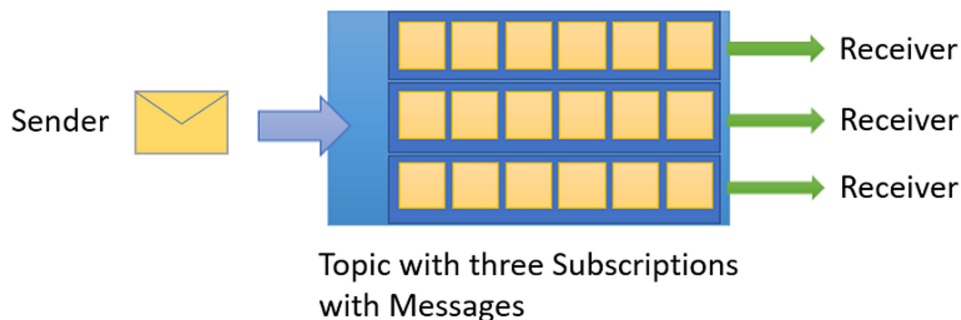 Sender
Receiver
Receiver
Receiver
Topic with three Subscriptions
with Messages